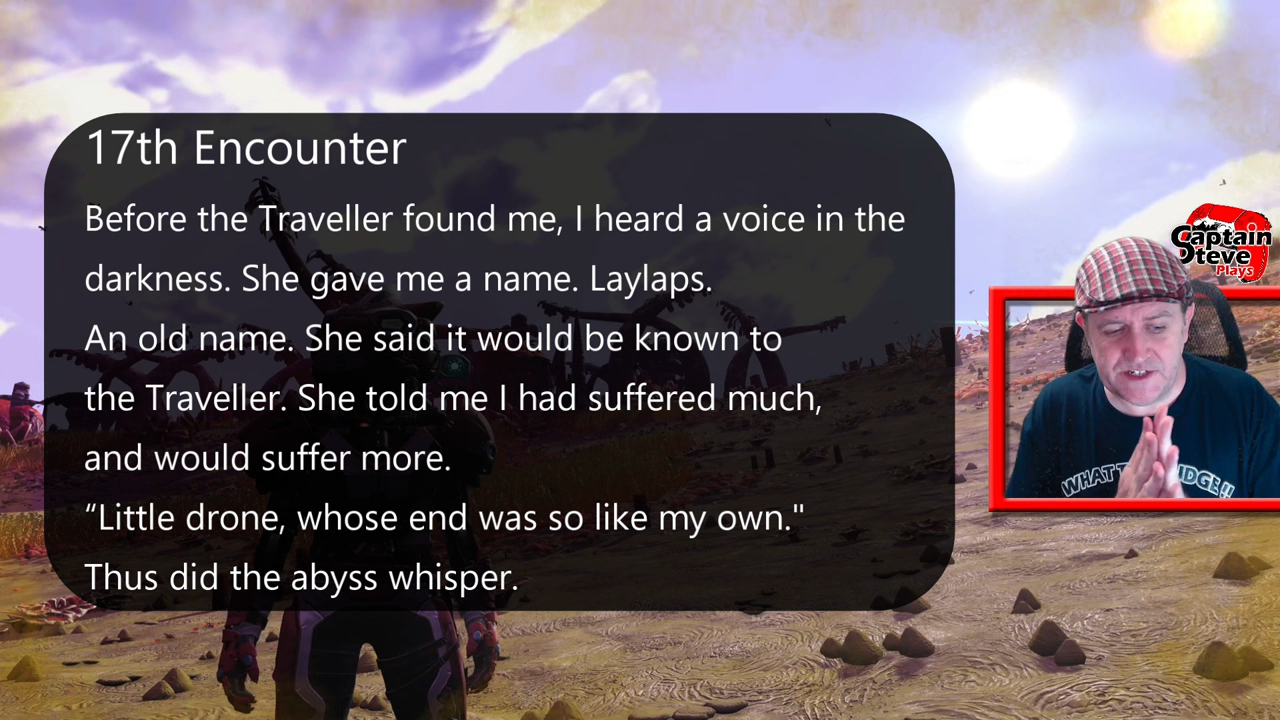 17th Encounter
Before the Traveller found me, I heard a voice in the
darkness. She gave me a name. Laylaps.
An old name. She said it would be known to
the Traveller. She told me I had suffered much,
and would suffer more.
“Little drone, whose end was so like my own."
Thus did the abyss whisper.
Captain
Steve
Plays
WHAT T IDGE !!